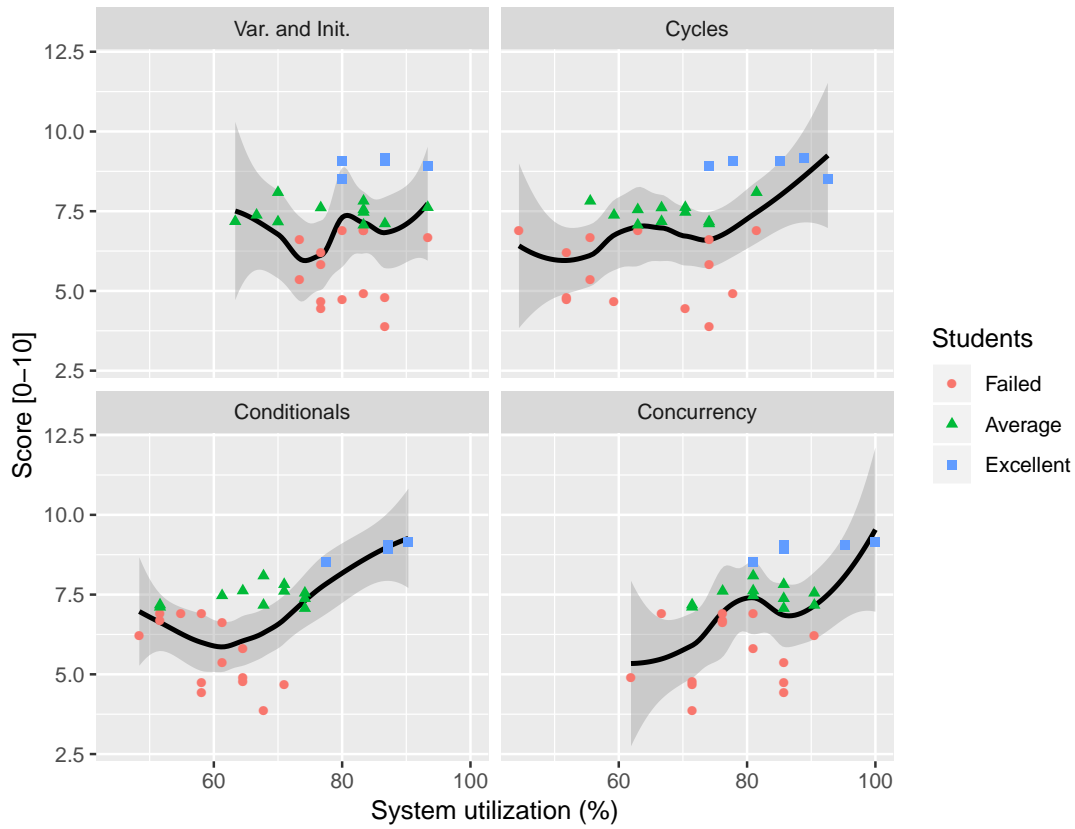 Var. and Init.
Cycles
12.5
10.0
7.5
5.0
2.5
Conditionals
Concurrency
12.5
10.0
7.5
5.0
2.5
60
80
100
60
80
100
System utilization (%)
Score [0−10]
Students
Failed
Average
Excellent